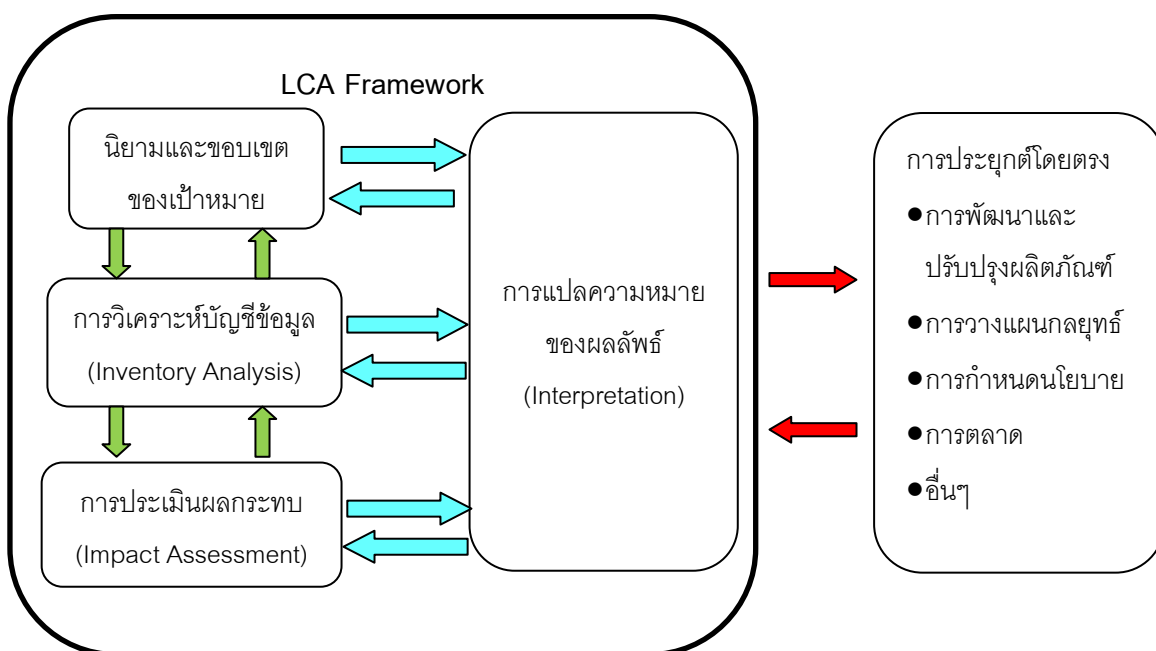 LCA Framework
นิยามและขอบเขต
ของเป้าหมาย
การวิเคราะห์บัญชีข้อมูล
(Inventory Analysis)
การประเมินผลกระทบ
(Impact Assessment)
การแปลความหมาย
ของผลลัพธ์
(Interpretation)
การประยุกต์โดยตรง
●การพัฒนาและ
ปรับปรุงผลิตภัณฑ์
●การวางแผนกลยุทธ์
●การกำหนดนโยบาย
●การตลาด
●อื่นๆ